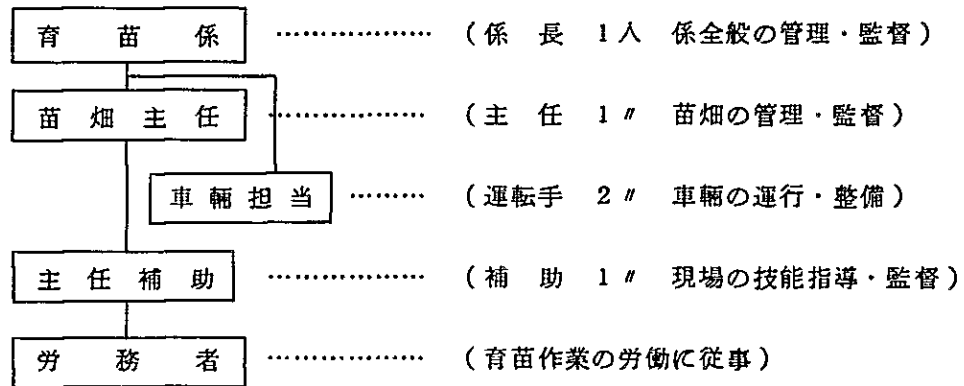 育苗係 ……………… (係長 1人 係全般の管理・監督)
苗畑主任 ……………… (主任 1〃 苗畑の管理・監督)
車輛担当 ……… (運転手 2〃 車輛の運行・整備)
主任補助 ……………… (補助 1〃 現場の技能指導・監督)
労務者 ……………… (育苗作業の労働に従事)